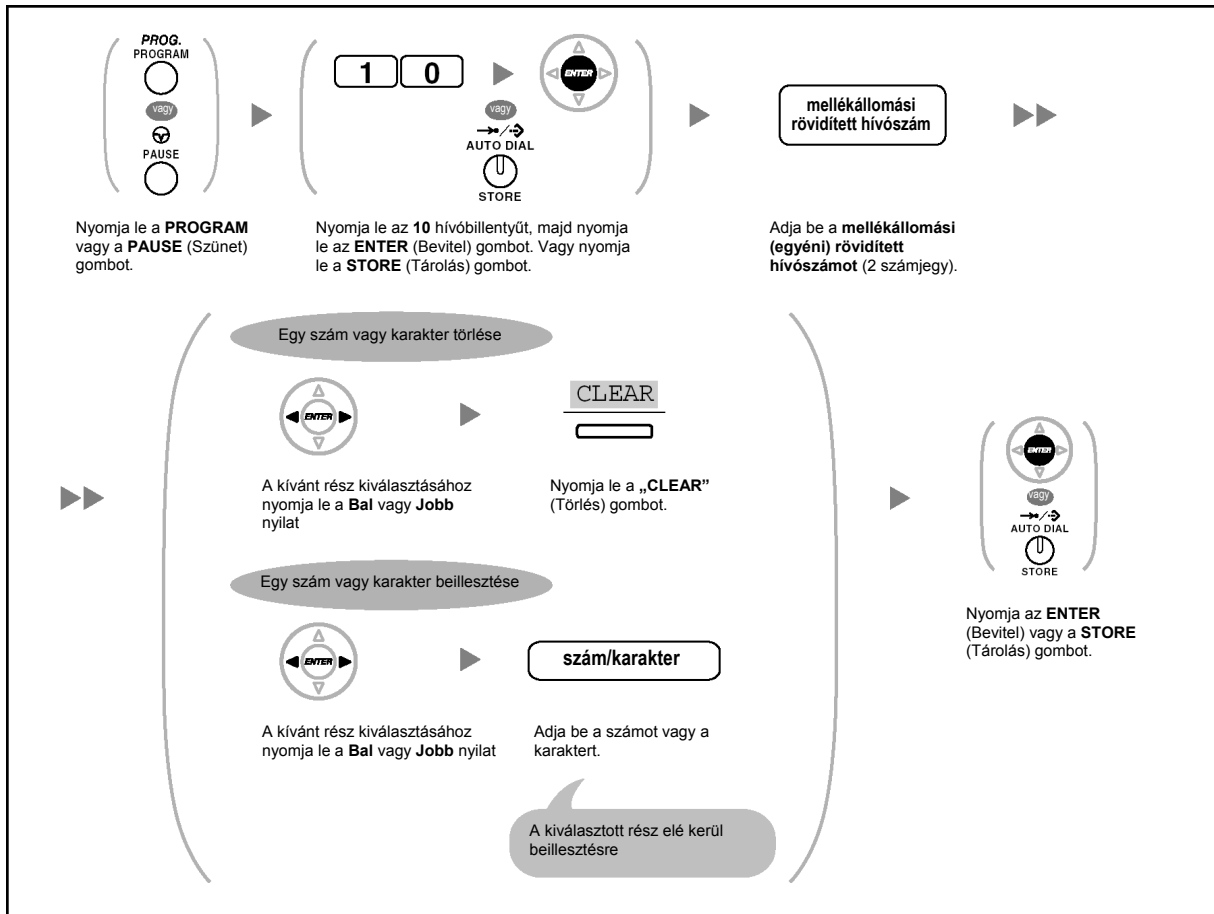 PROG.
PROGRAM
vagy
PAUSE
Nyomja le a PROGRAM
vagy a PAUSE (Szünet)
gombot.
1 0
ENTER
vagy
AUTO DIAL
STORE
Nyomja le az 10 hívóbillentyűt, majd nyomja
le az ENTER (Bevitel) gombot. Vagy nyomja
le a STORE (Tárolás) gombot.
mellékállomási
rövidített hívószám
Adja be a mellékállomási
(egyéni) rövidített
hívószámot (2 számjegy).
Egy szám vagy karakter törlése
ENTER
A kívánt rész kiválasztásához
nyomja le a Bal vagy Jobb
nyilat
CLEAR
Nyomja le a „CLEAR”
(Törlés) gombot.
Egy szám vagy karakter beillesztése
ENTER
A kívánt rész kiválasztásához
nyomja le a Bal vagy Jobb nyilat
szám/karakter
Adja be a számot vagy a
karaktert.
A kiválasztott rész elé kerül
beillesztésre
ENTER
vagy
AUTO DIAL
STORE
Nyomja az ENTER
(Bevitel) vagy a STORE
(Tárolás) gombot.